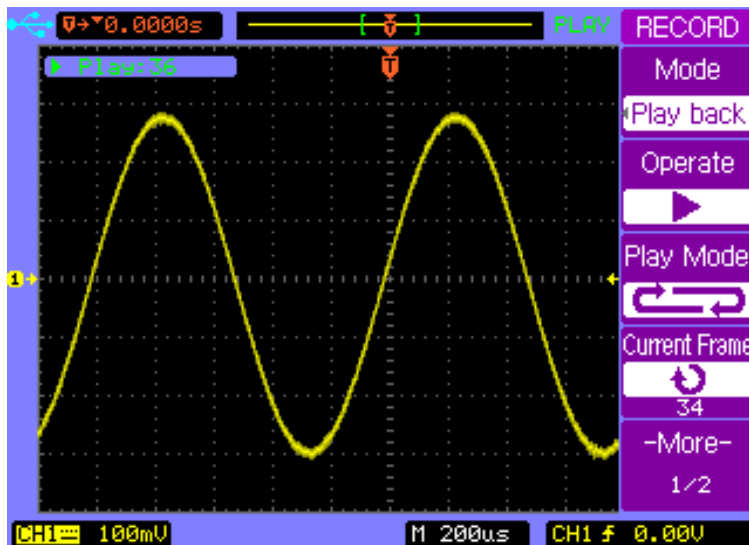 T→▼0.0000s
[ T ]
PLAY
RECORD
Play:36
T
Mode
Play back
Operate
Play Mode
Current Frame
34
-More-
1/2
1
CH1 100mV
M 200us
CH1 0.00V